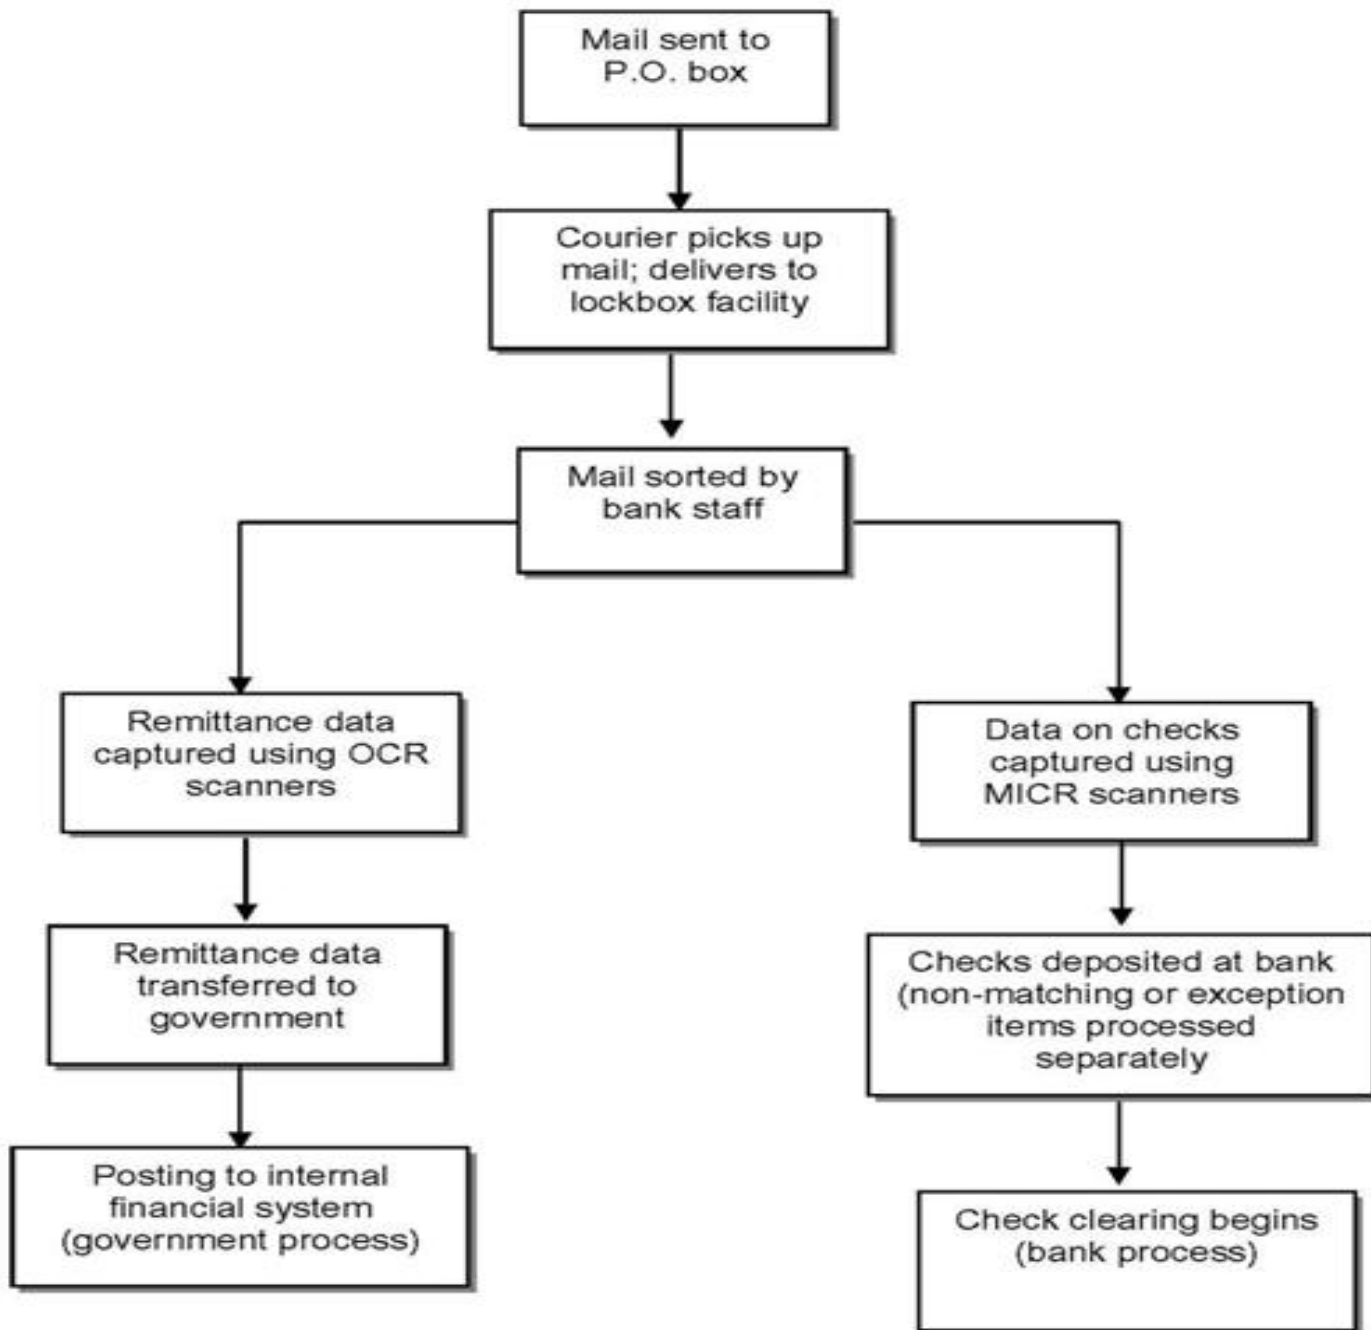 Mail sent to
P.O. box
Courier picks up
mail; delivers to
lockbox facility
Mail sorted by
bank staff
Remittance data
captured using OCR
scanners
Data on checks
captured using
MICR scanners
Remittance data
transferred to
government
Checks deposited at bank
(non-matching or exception
items processed
separately
Posting to internal
financial system
(government process)
Check clearing begins
(bank process)